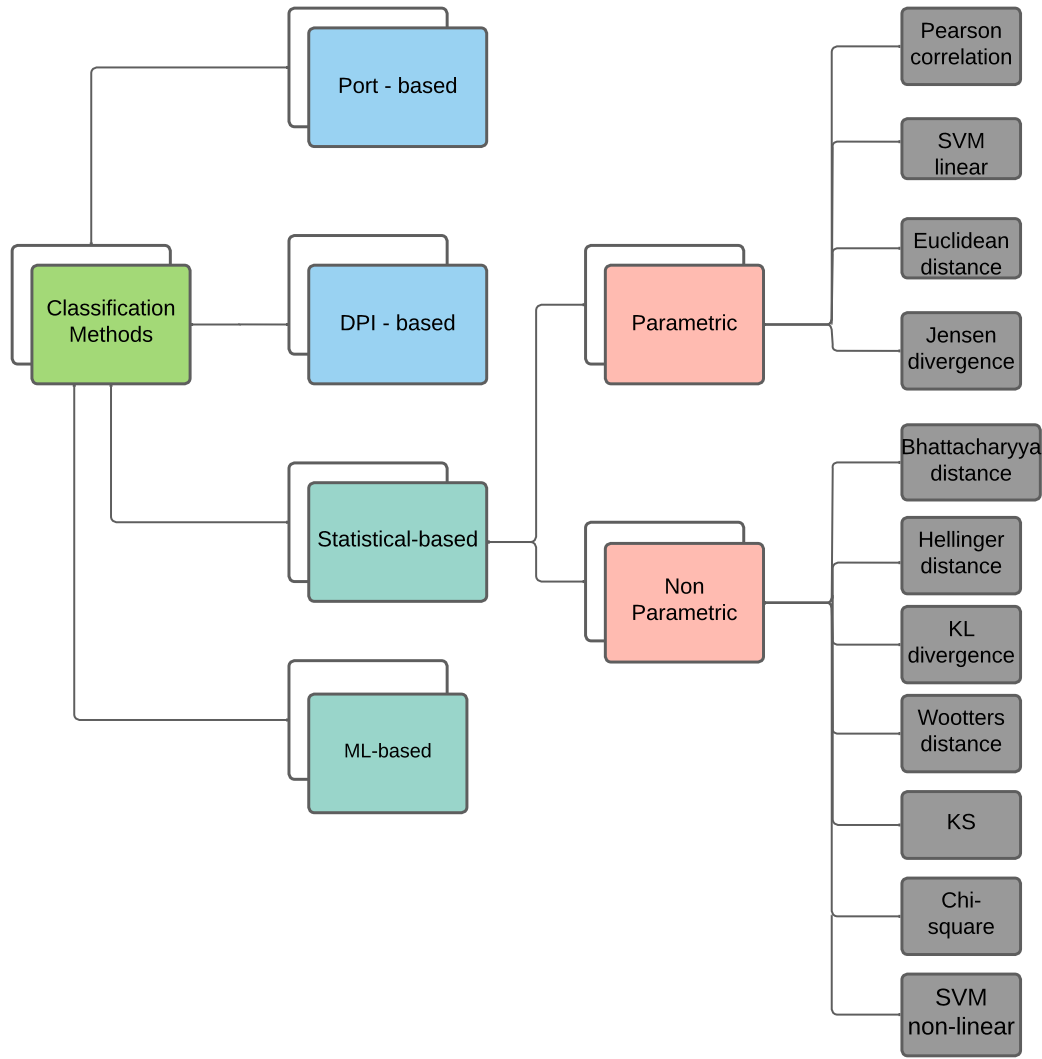 Port - based
Classification
Methods
DPI - based
Statistical-based
ML-based
Parametric
Non
Parametric
Pearson
correlation
SVM
linear
Euclidean
distance
Jensen
divergence
Bhattacharyya
distance
Hellinger
distance
KL
divergence
Wootters
distance
KS
Chi-
square
SVM
non-linear